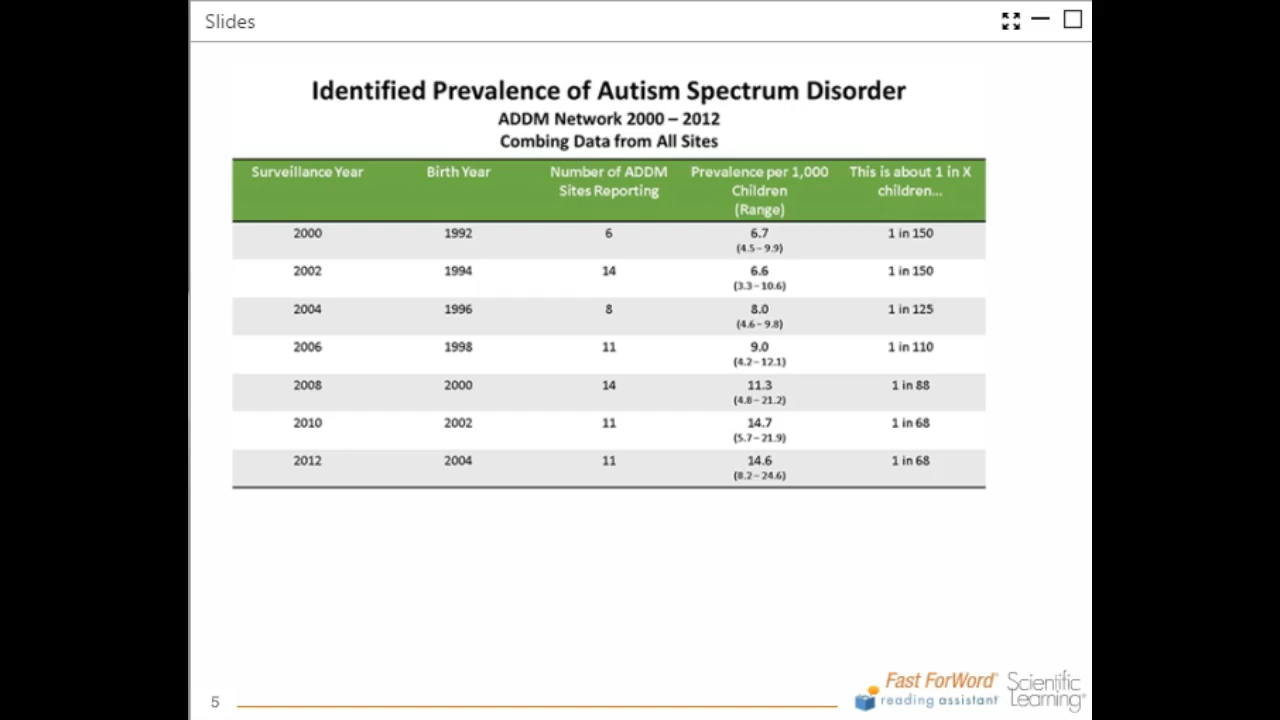 Slides
Identified Prevalence of Autism Spectrum Disorder
ADDM Network 2000 – 2012
Combing Data from All Sites
Surveillance Year Birth Year Number of ADDM Sites Reporting Prevalence per 1,000 Children (Range) This is about 1 in X children...
2000 1992 6 6.7 1 in 150
(4.5 – 9.9)
2002 1994 14 6.6 1 in 150
(3.3 – 10.6)
2004 1996 8 8.0 1 in 125
(4.6 – 9.8)
2006 1998 11 9.0 1 in 110
(4.2 – 12.1)
2008 2000 14 11.3 1 in 88
(4.8 – 21.2)
2010 2002 11 14.7 1 in 68
(5.7 – 21.9)
2012 2004 11 14.6 1 in 68
(8.2 – 24.6)
5
Fast ForWord
reading assistant
Scientific
Learning